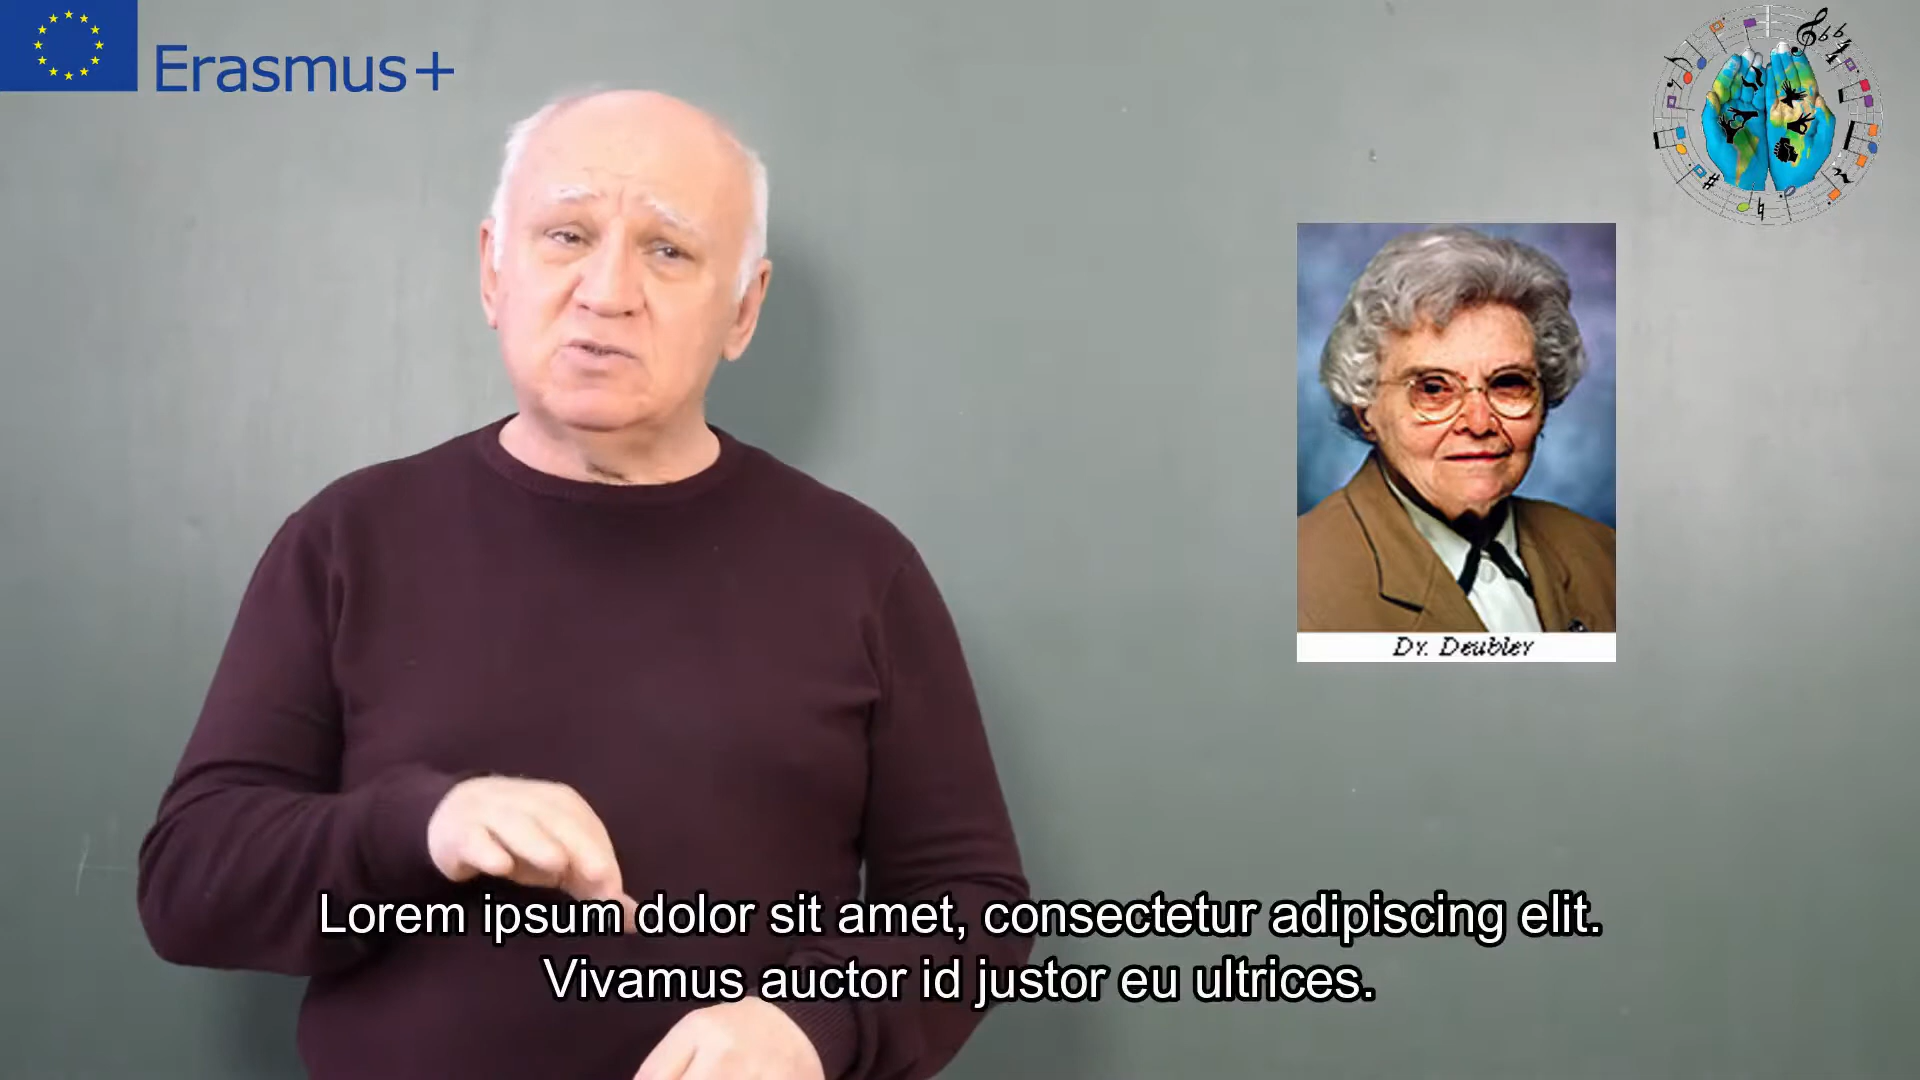 Erasmus+
Dr. Deubler
Lorem ipsum dolor sit amet, consectetur adipiscing elit.
Vivamus auctor id justor eu ultrices.